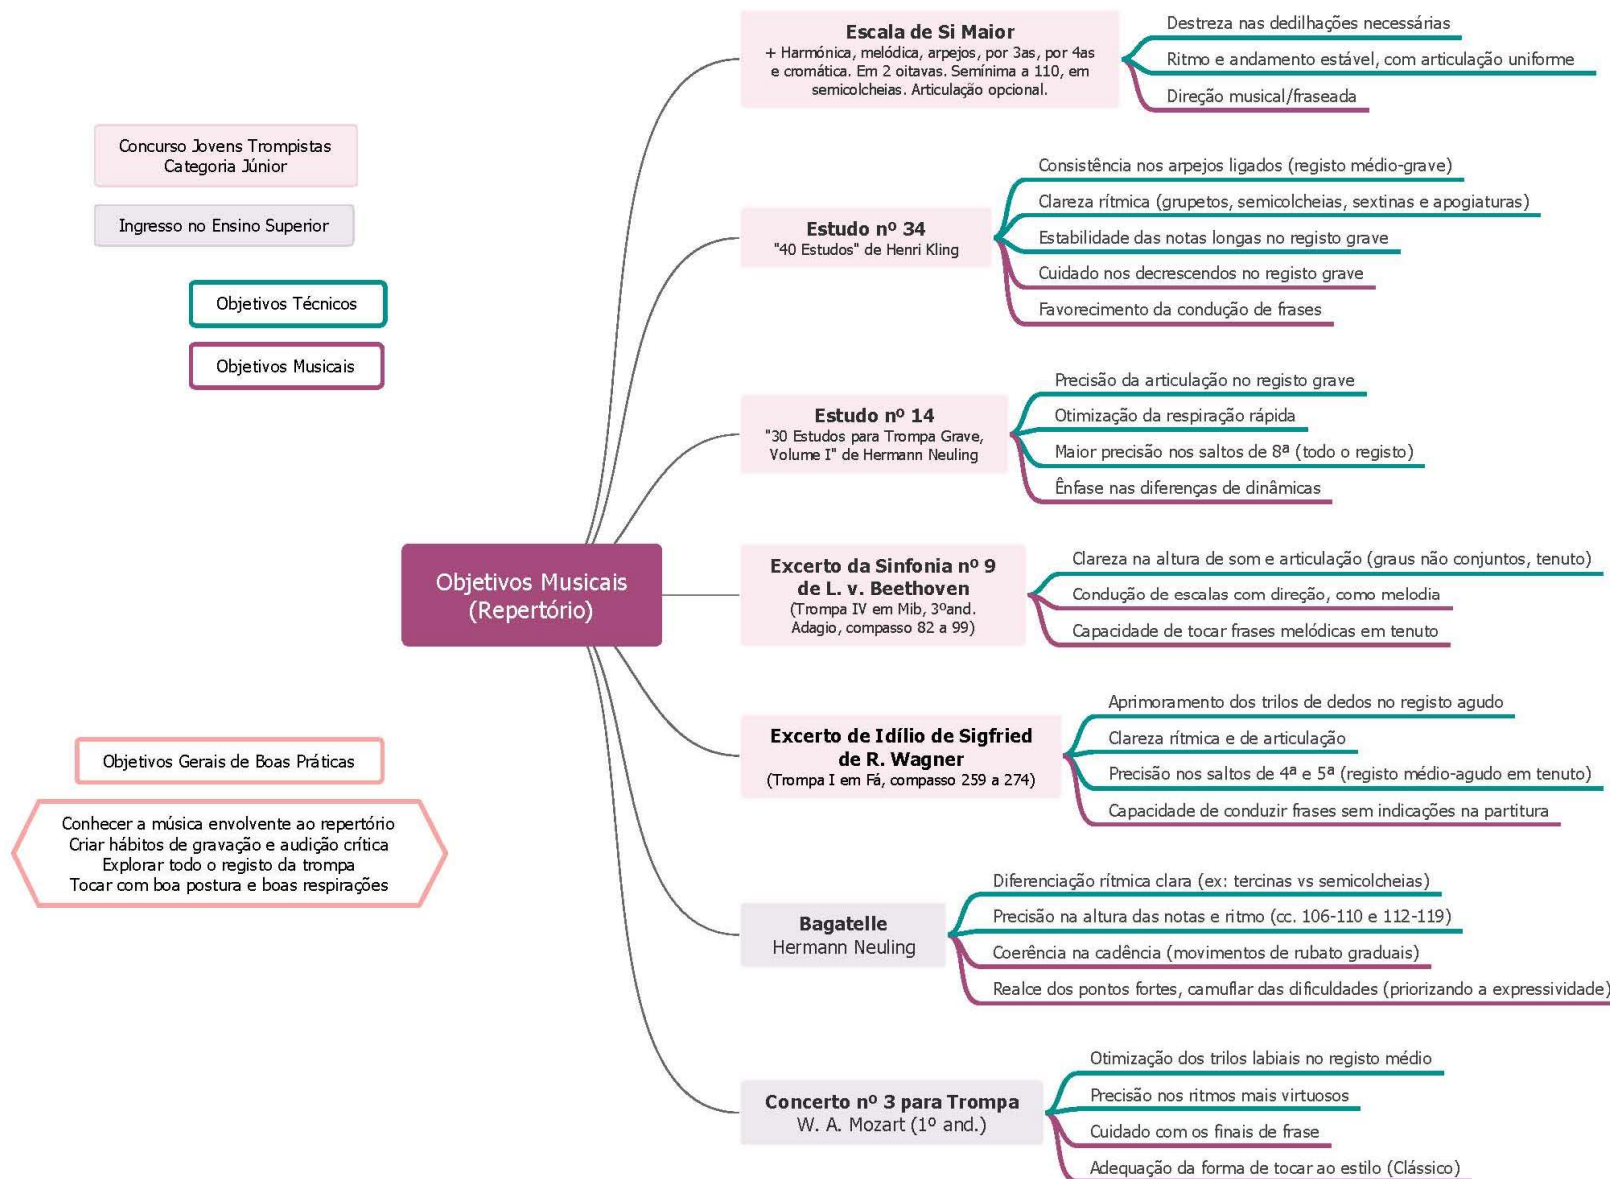 Concurso Jovens Trompistas
Categoria Júnior
Ingresso no Ensino Superior
Objetivos Técnicos
Objetivos Musicais
Objetivos Gerais de Boas Práticas
Conhecer a música envolvente ao repertório
Criar hábitos de gravação e audição crítica
Explorar todo o registo da trompa
Tocar com boa postura e boas respirações
Objetivos Musicais
(Repertório)
Escala de Si Maior
+ Harmónica, melódica, arpejos, por 3as, por 4as
e cromática. Em 2 oitavas. Semínima a 110, em
semicolcheias. Articulação opcional.
Destreza nas dedilhações necessárias
Ritmo e andamento estável, com articulação uniforme
Direção musical/fraseada
Estudo nº 34
"40 Estudos" de Henri Kling
Consistência nos arpejos ligados (registo médio-grave)
Clareza rítmica (grupetos, semicolcheias, sextinas e apogiaturas)
Estabilidade das notas longas no registo grave
Cuidado nos decrescendos no registo grave
Favorecimento da condução de frases
Estudo nº 14
"30 Estudos para Trompa Grave,
Volume I" de Hermann Neuling
Precisão da articulação no registo grave
Otimização da respiração rápida
Maior precisão nos saltos de 8ª (todo o registo)
Ênfase nas diferenças de dinâmicas
Excerto da Sinfonia nº 9
de L. v. Beethoven
(Trompa IV em Mib, 3ºand.
Adagio, compasso 82 a 99)
Clareza na altura de som e articulação (graus não conjuntos, tenuto)
Condução de escalas com direção, como melodia
Capacidade de tocar frases melódicas em tenuto
Excerto de Idílio de Sigfried
de R. Wagner
(Trompa I em Fá, compasso 259 a 274)
Aprimoramento dos trilos de dedos no registo agudo
Clareza rítmica e de articulação
Precisão nos saltos de 4ª e 5ª (registo médio-agudo em tenuto)
Capacidade de conduzir frases sem indicações na partitura
Bagatelle
Hermann Neuling
Diferenciação rítmica clara (ex: tercinas vs semicolcheias)
Precisão na altura das notas e ritmo (cc. 106-110 e 112-119)
Coerência na cadência (movimentos de rubato graduais)
Realce dos pontos fortes, camuflar das dificuldades (priorizando a expressividade)
Concerto nº 3 para Trompa
W. A. Mozart (1º and.)
Otimização dos trilos labiais no registo médio
Precisão nos ritmos mais virtuosos
Cuidado com os finais de frase
Adequação da forma de tocar ao estilo (Clássico)